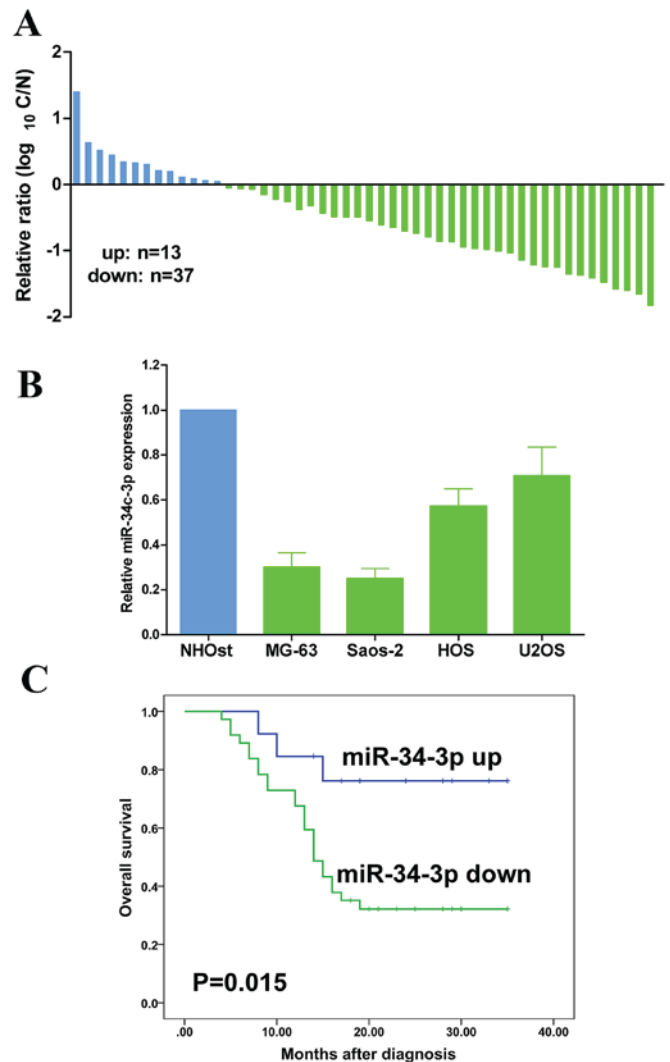 A
Relative ratio (log 10 C/N)
2
1
0
-1
-2
up: n=13
down: n=37
B
Relative miR-34c-3p expression
1.2
1.0
0.8
0.6
0.4
0.2
0.0
NHOst MG-63 Saos-2 HOS U2OS
C
Overall survival
1.0
0.8
0.6
0.4
0.2
0.0
miR-34-3p up
miR-34-3p down
P=0.015
.00 10.00 20.00 30.00 40.00
Months after diagnosis